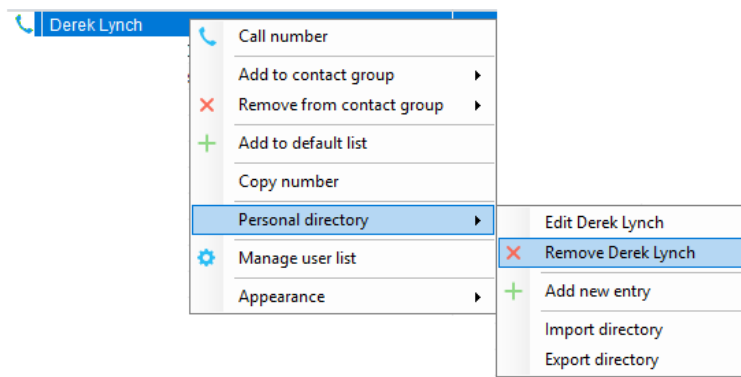 Derek Lynch
Call number
Add to contact group
Remove from contact group
Add to default list
Copy number
Personal directory
Edit Derek Lynch
Remove Derek Lynch
Add new entry
Import directory
Export directory
Manage user list
Appearance